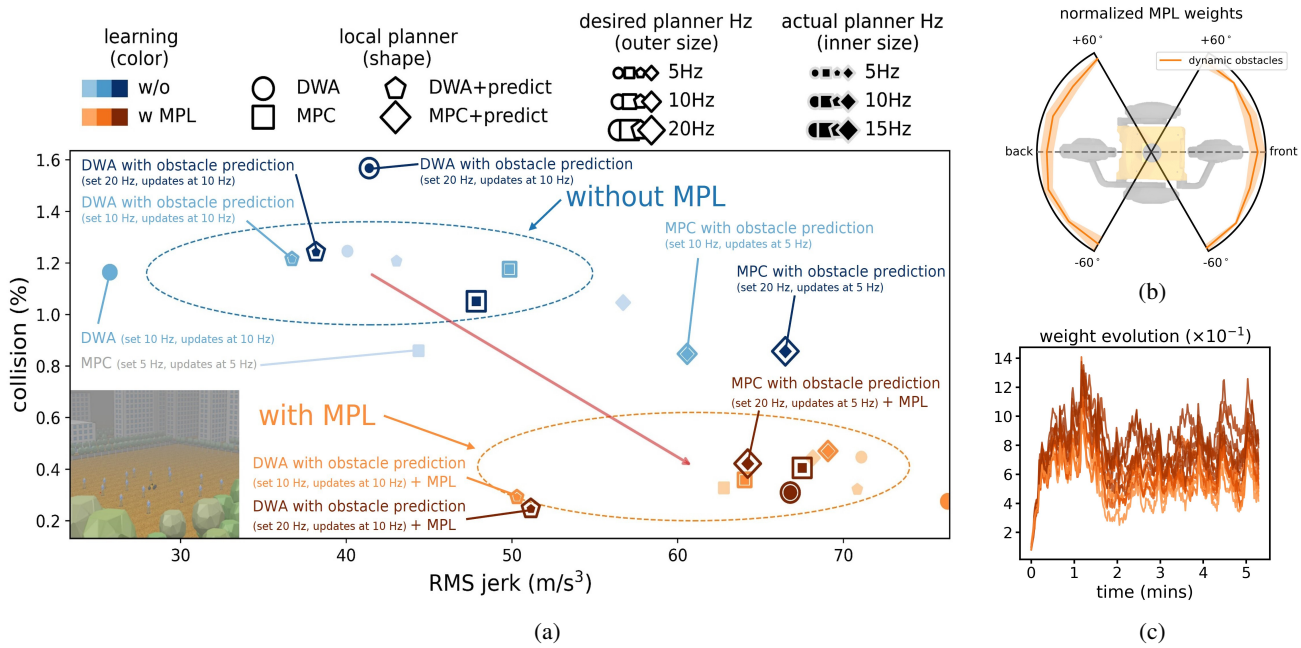 learning
(color)
w/o
w MPL
local planner
(shape)
DWA
DWA+predict
MPC
MPC+predict
desired planner Hz
(outer size)
5Hz
10Hz
20Hz
actual planner Hz
(inner size)
5Hz
10Hz
15Hz
DWA with obstacle prediction
(set 20 Hz, updates at 10 Hz)
DWA with obstacle prediction
(set 10 Hz, updates at 10 Hz)
DWA with obstacle prediction
(set 20 Hz, updates at 10 Hz)
without MPL
MPC with obstacle prediction
(set 10 Hz, updates at 5 Hz)
MPC with obstacle prediction
(set 20 Hz, updates at 5 Hz)
DWA (set 10 Hz, updates at 10 Hz)
MPC (set 5 Hz, updates at 5 Hz)
MPC with obstacle prediction
(set 20 Hz, updates at 5 Hz) + MPL
with MPL
DWA with obstacle prediction
(set 10 Hz, updates at 10 Hz) + MPL
DWA with obstacle prediction
(set 20 Hz, updates at 10 Hz) + MPL
collision (%)
1.6
1.4
1.2
1.0
0.8
0.6
0.4
0.2
30 40 50 60 70
RMS jerk (m/s³)
(a)
normalized MPL weights
+60° +60°
dynamic obstacles
back front
-60° -60°
(b)
weight evolution (×10⁻¹)
14
12
10
8
6
4
2
0 1 2 3 4 5
time (mins)
(c)